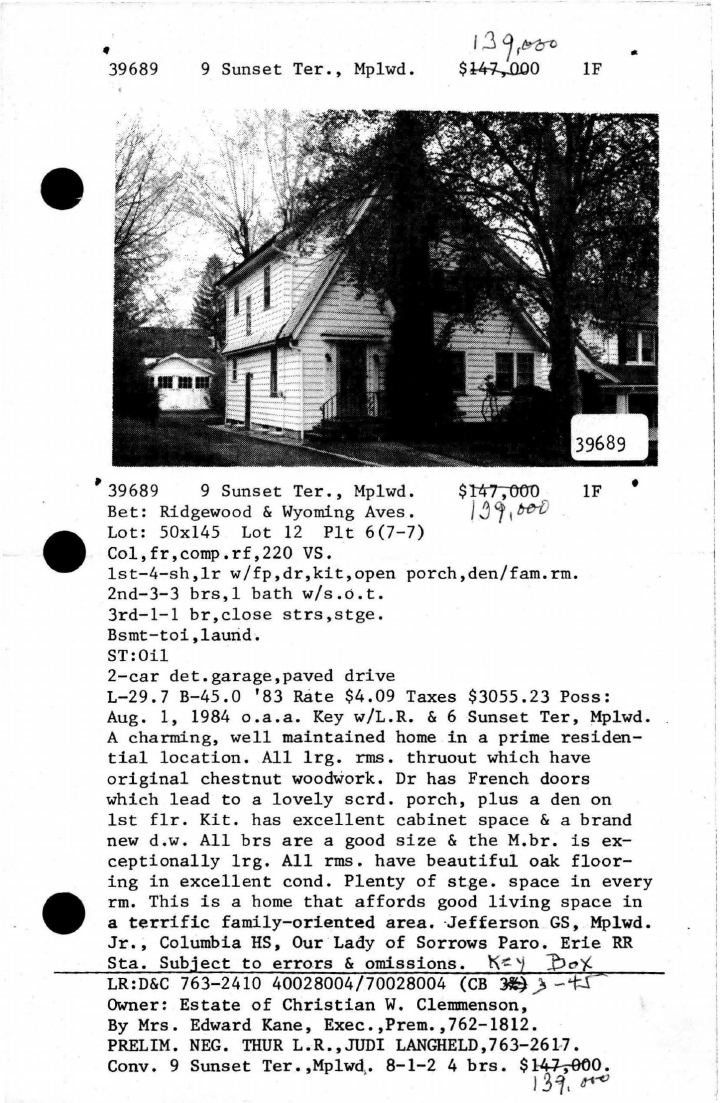 139,000
39689 9 Sunset Ter., Mplwd. $147,000 1F
39689
39689 9 Sunset Ter., Mplwd. $147,000 1F
139,000
Bet: Ridgewood & Wyoming Aves.
Lot: 50x145 Lot 12 Plt 6(7-7)
Col,fr,comp.rf,220 VS.
1st-4-sh,lr w/fp,dr,kit,open porch,den/fam.rm.
2nd-3-3 brs,1 bath w/s.o.t.
3rd-1-1 br,close strs,stge.
Bsmt-toi,laund.
ST:Oil
2-car det.garage,paved drive
L-29.7 B-45.0 '83 Rate $4.09 Taxes $3055.23 Poss:
Aug. 1, 1984 o.a.a. Key w/L.R. & 6 Sunset Ter, Mplwd.
A charming, well maintained home in a prime residen-
tial location. All lrg. rms. thruout which have
original chestnut woodwork. Dr has French doors
which lead to a lovely scrd. porch, plus a den on
1st flr. Kit. has excellent cabinet space & a brand
new d.w. All brs are a good size & the M.br. is ex-
ceptionally lrg. All rms. have beautiful oak floor-
ing in excellent cond. Plenty of stge. space in every
rm. This is a home that affords good living space in
a terrific family-oriented area. Jefferson GS, Mplwd.
Jr., Columbia HS, Our Lady of Sorrows Paro. Erie RR
Sta. Subject to errors & omissions. Key Box
LR:D&C 763-2410 40028004/70028004 (CB 3%) 3-45
Owner: Estate of Christian W. Clemmenson,
By Mrs. Edward Kane, Exec.,Prem.,762-1812.
PRELIM. NEG. THUR L.R.,JUDI LANGHELD,763-2617.
Conv. 9 Sunset Ter.,Mplwd. 8-1-2 4 brs. $147,000.
139,000